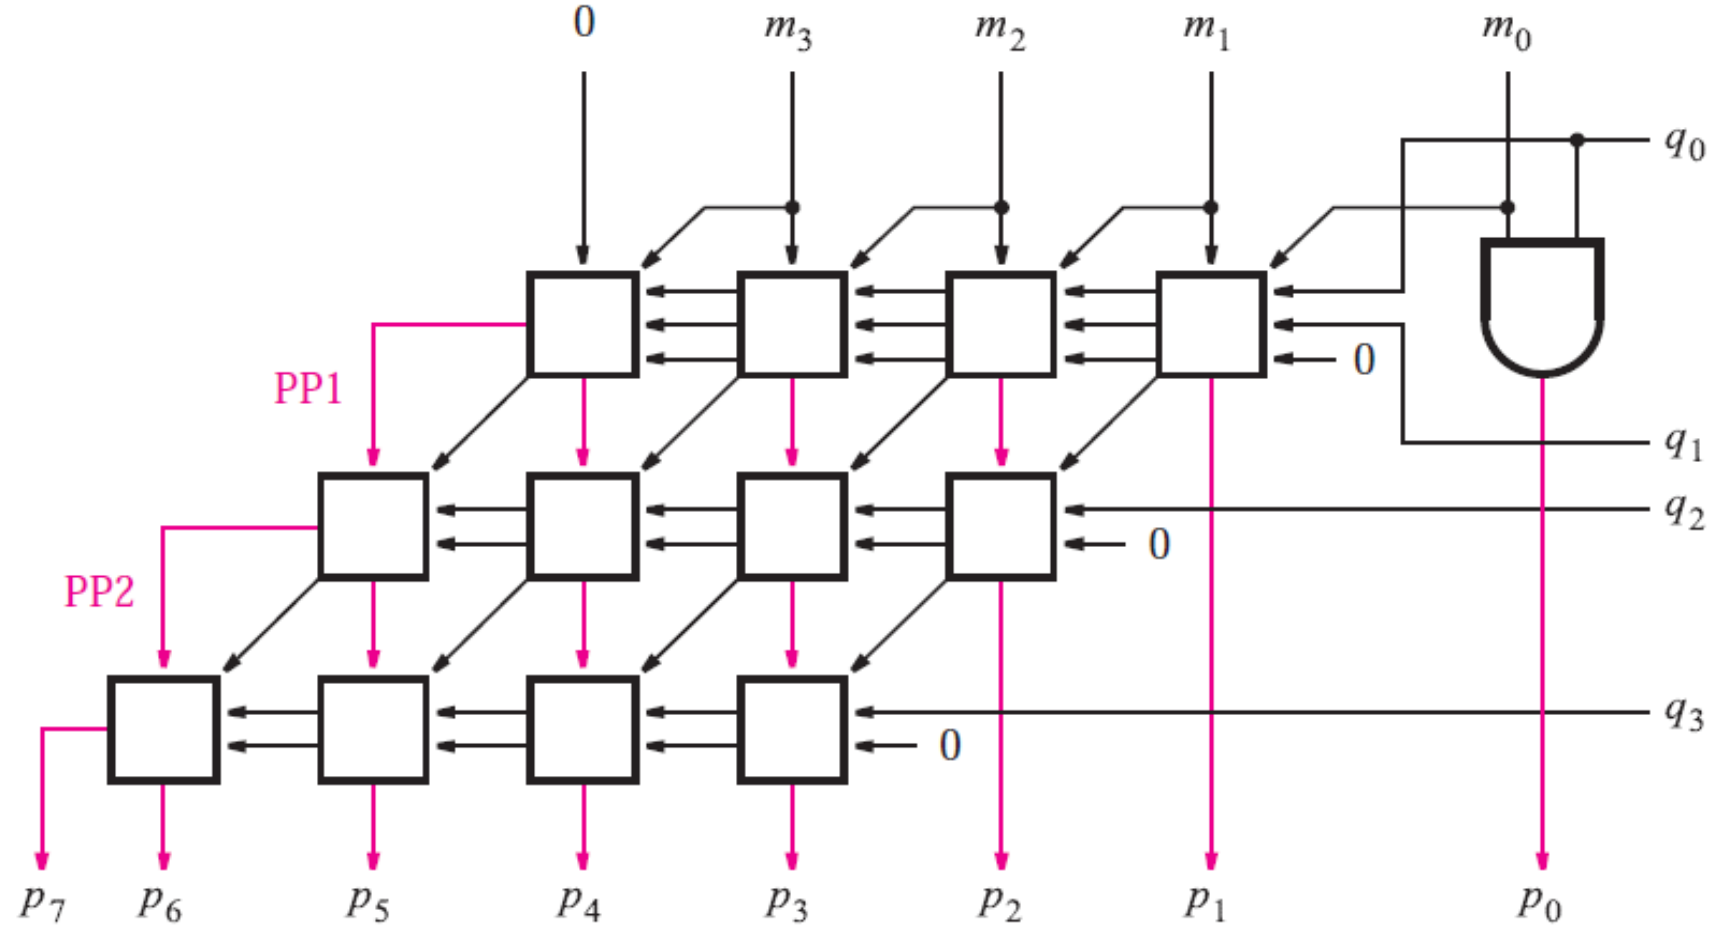 0 m₃ m₂ m₁ m₀
q₀
0
PP1
q₁
q₂
0
PP2
q₃
0
p₇ p₆ p₅ p₄ p₃ p₂ p₁ p₀